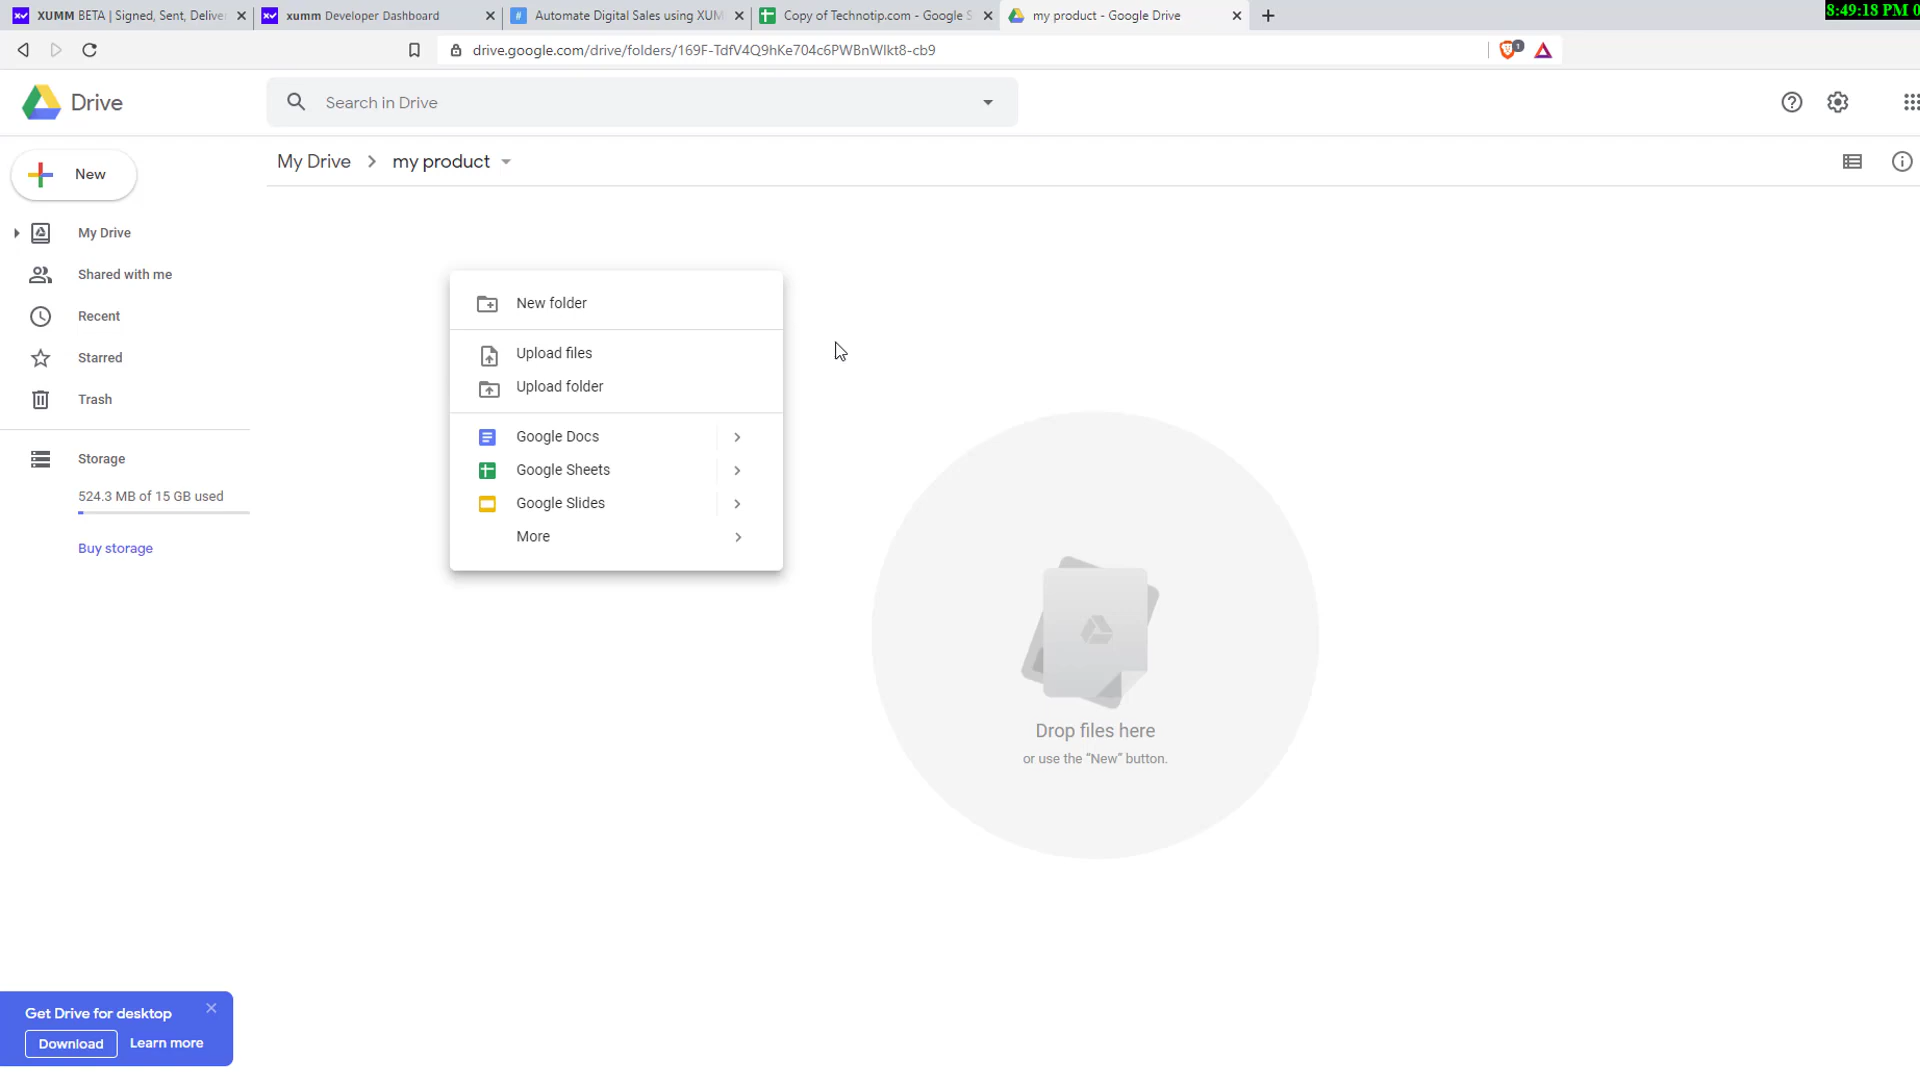 XUMM BETA | Signed, Sent, Deliver
xumm Developer Dashboard
Automate Digital Sales using XUM
Copy of Technotip.com - Google S
my product - Google Drive
8:49:18 PM 0
drive.google.com/drive/folders/169F-TdfV4Q9hKe704c6PWBnWlkt8-cb9
1
Drive
Search in Drive
New
My Drive
my product
My Drive
Shared with me
Recent
Starred
Trash
Storage
524.3 MB of 15 GB used
Buy storage
New folder
Upload files
Upload folder
Google Docs
Google Sheets
Google Slides
More
Drop files here
or use the “New” button.
Get Drive for desktop
Download
Learn more